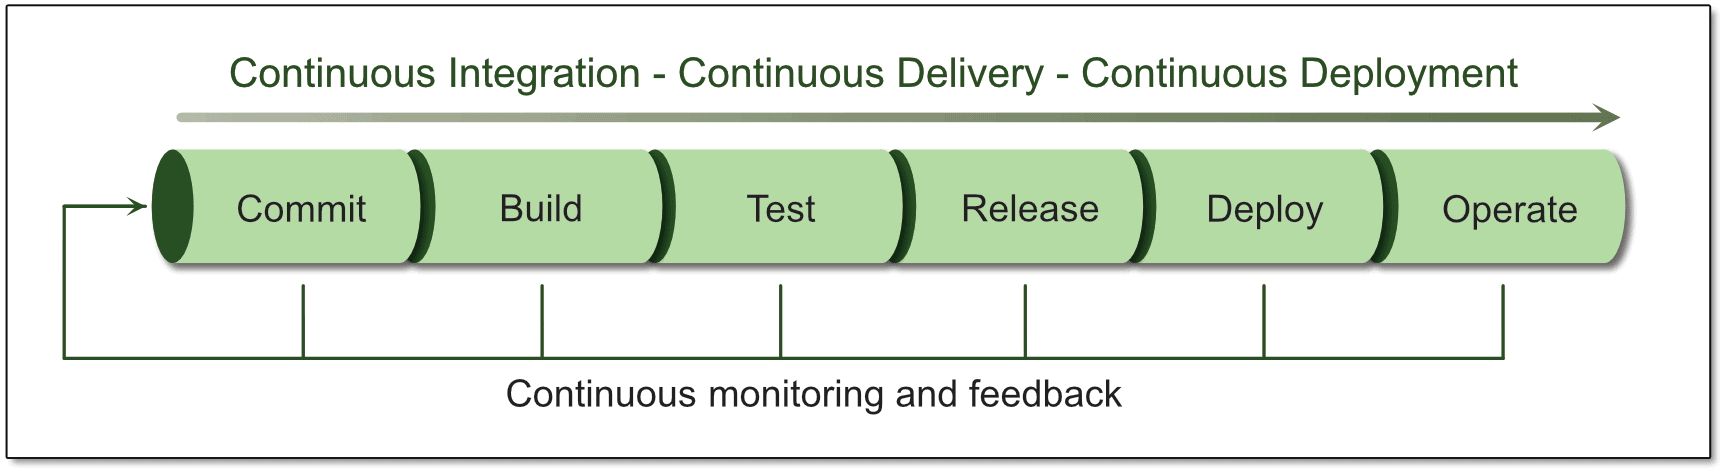 Continuous Integration - Continuous Delivery - Continuous Deployment
Commit
Build
Test
Release
Deploy
Operate
Continuous monitoring and feedback